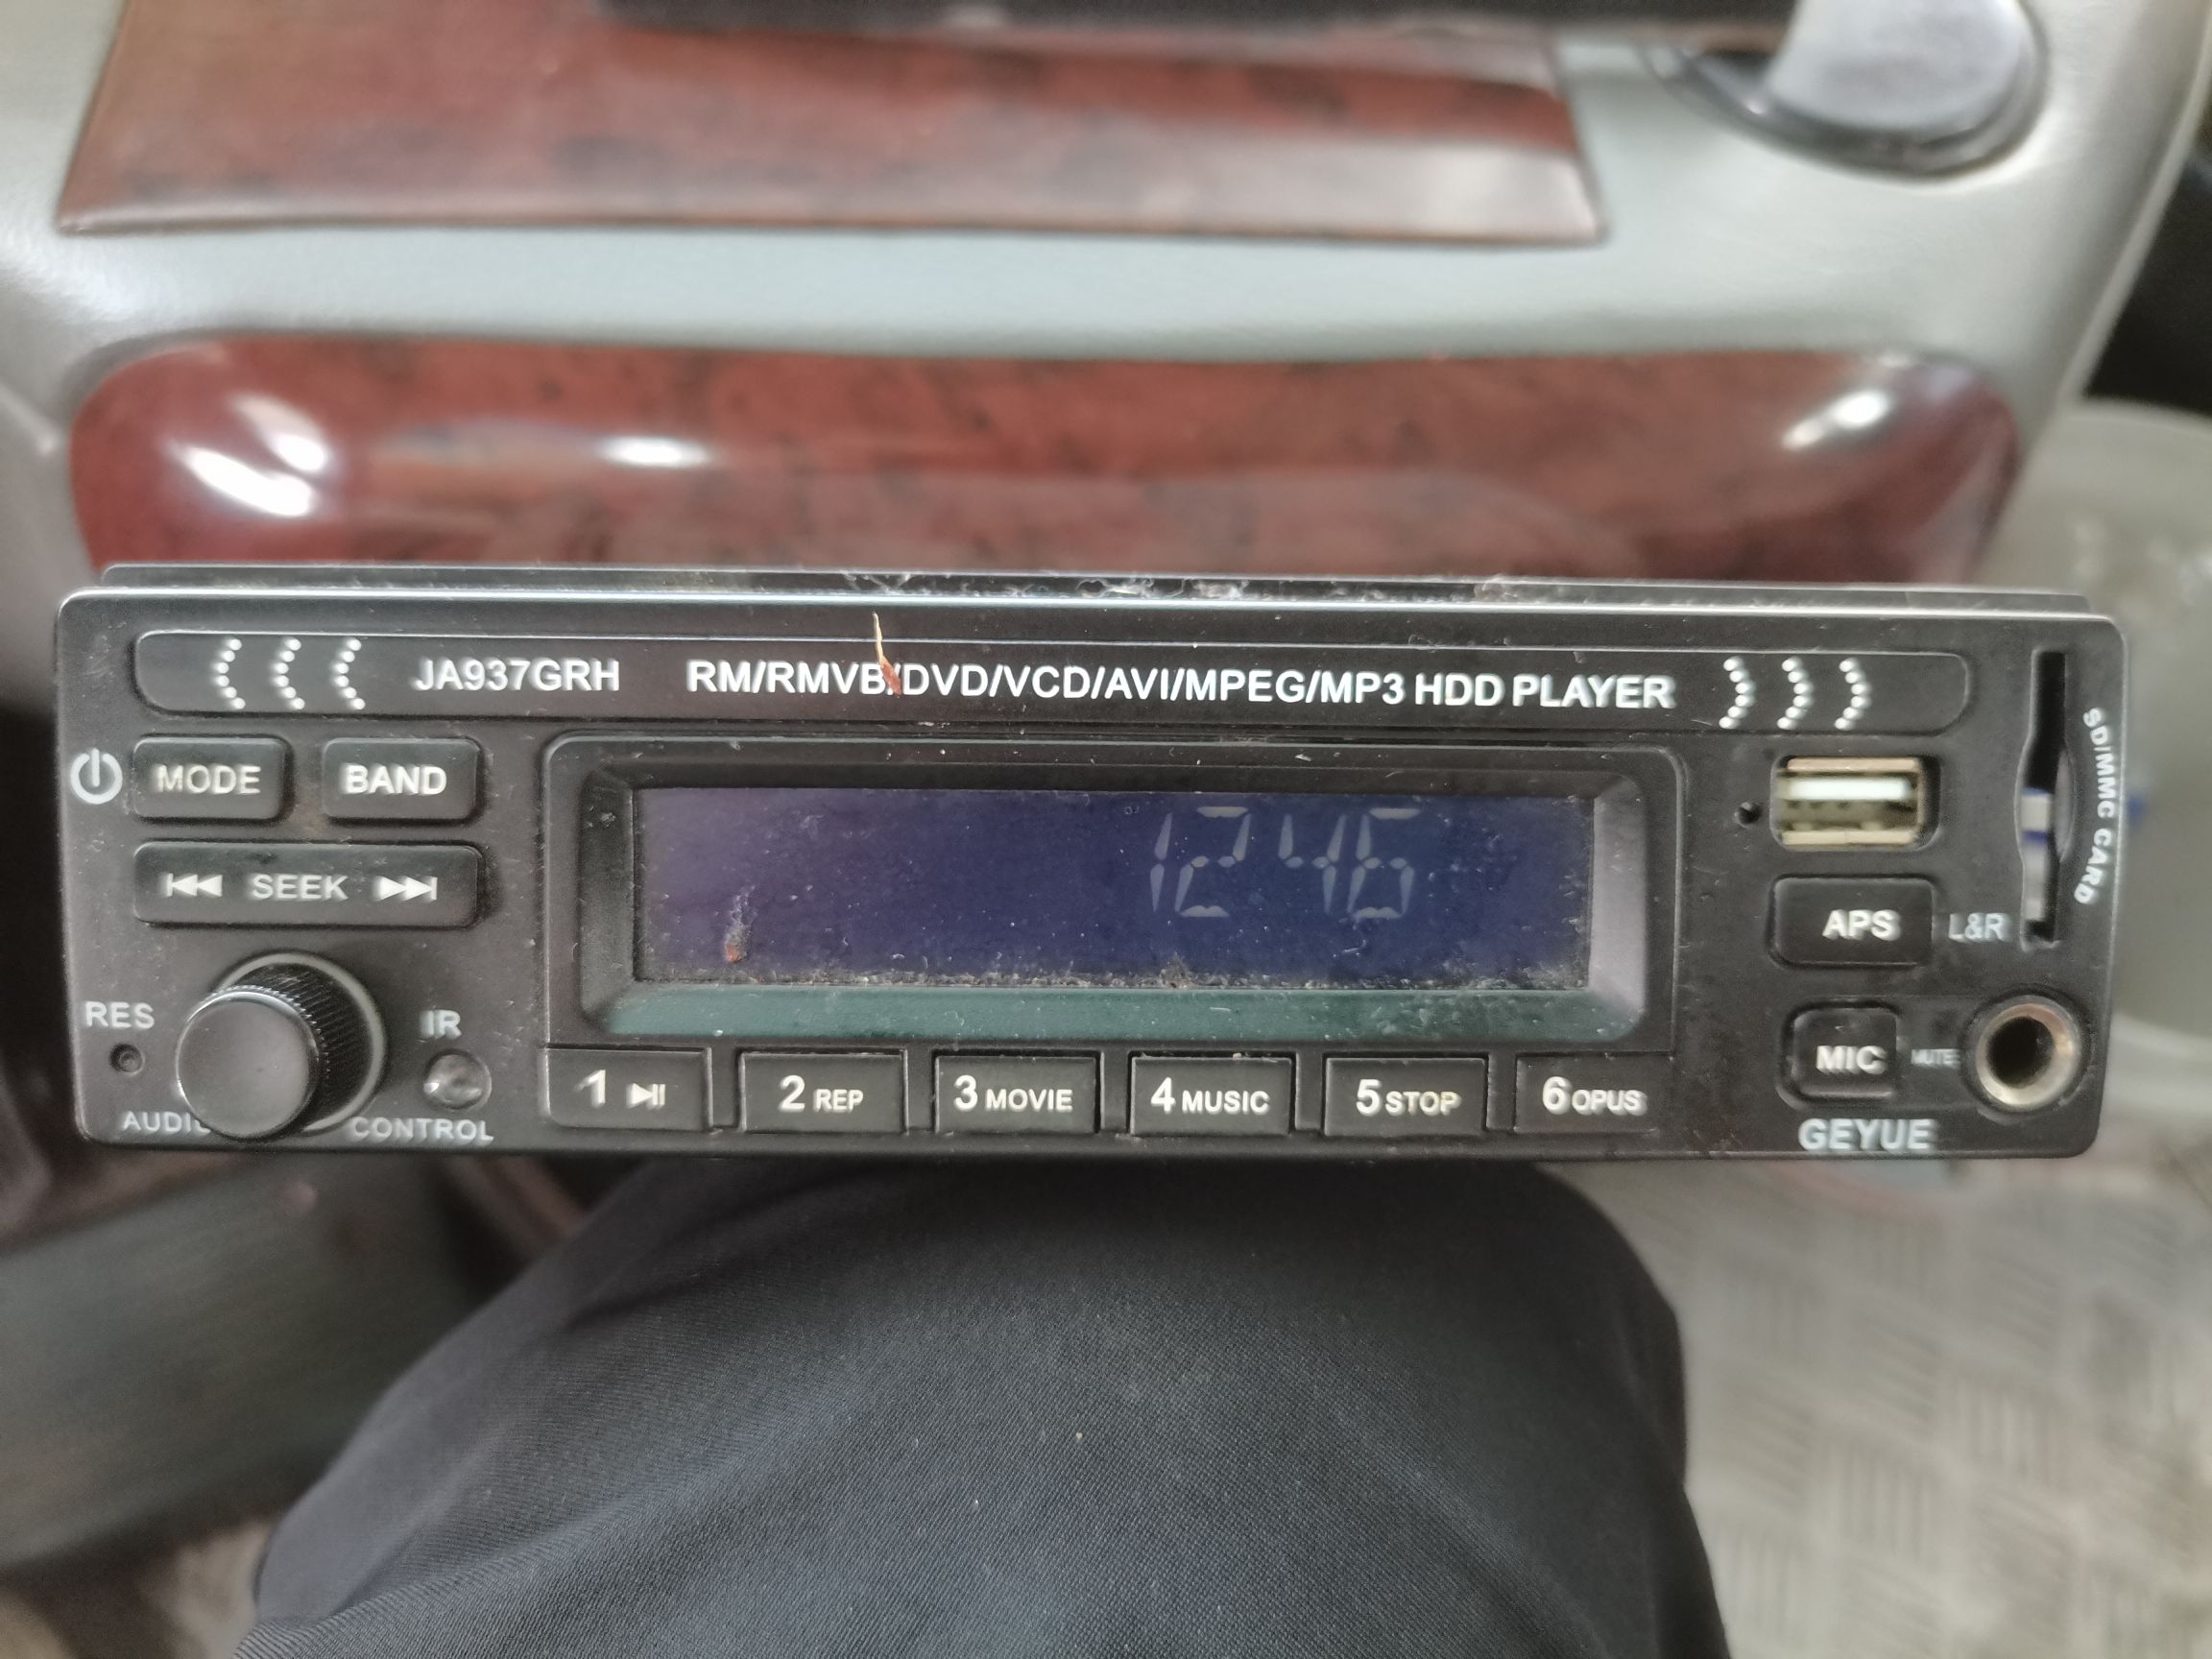 JA937GRH RM/RMVB/DVD/VCD/AVI/MPEG/MP3 HDD PLAYER
MODE BAND
SEEK
1246
SD/MMC CARD
APS L&R
RES IR
MIC MUTE
1 2 REP 3 MOVIE 4 MUSIC 5 STOP 6 OPUS
CONTROL
GEYUE